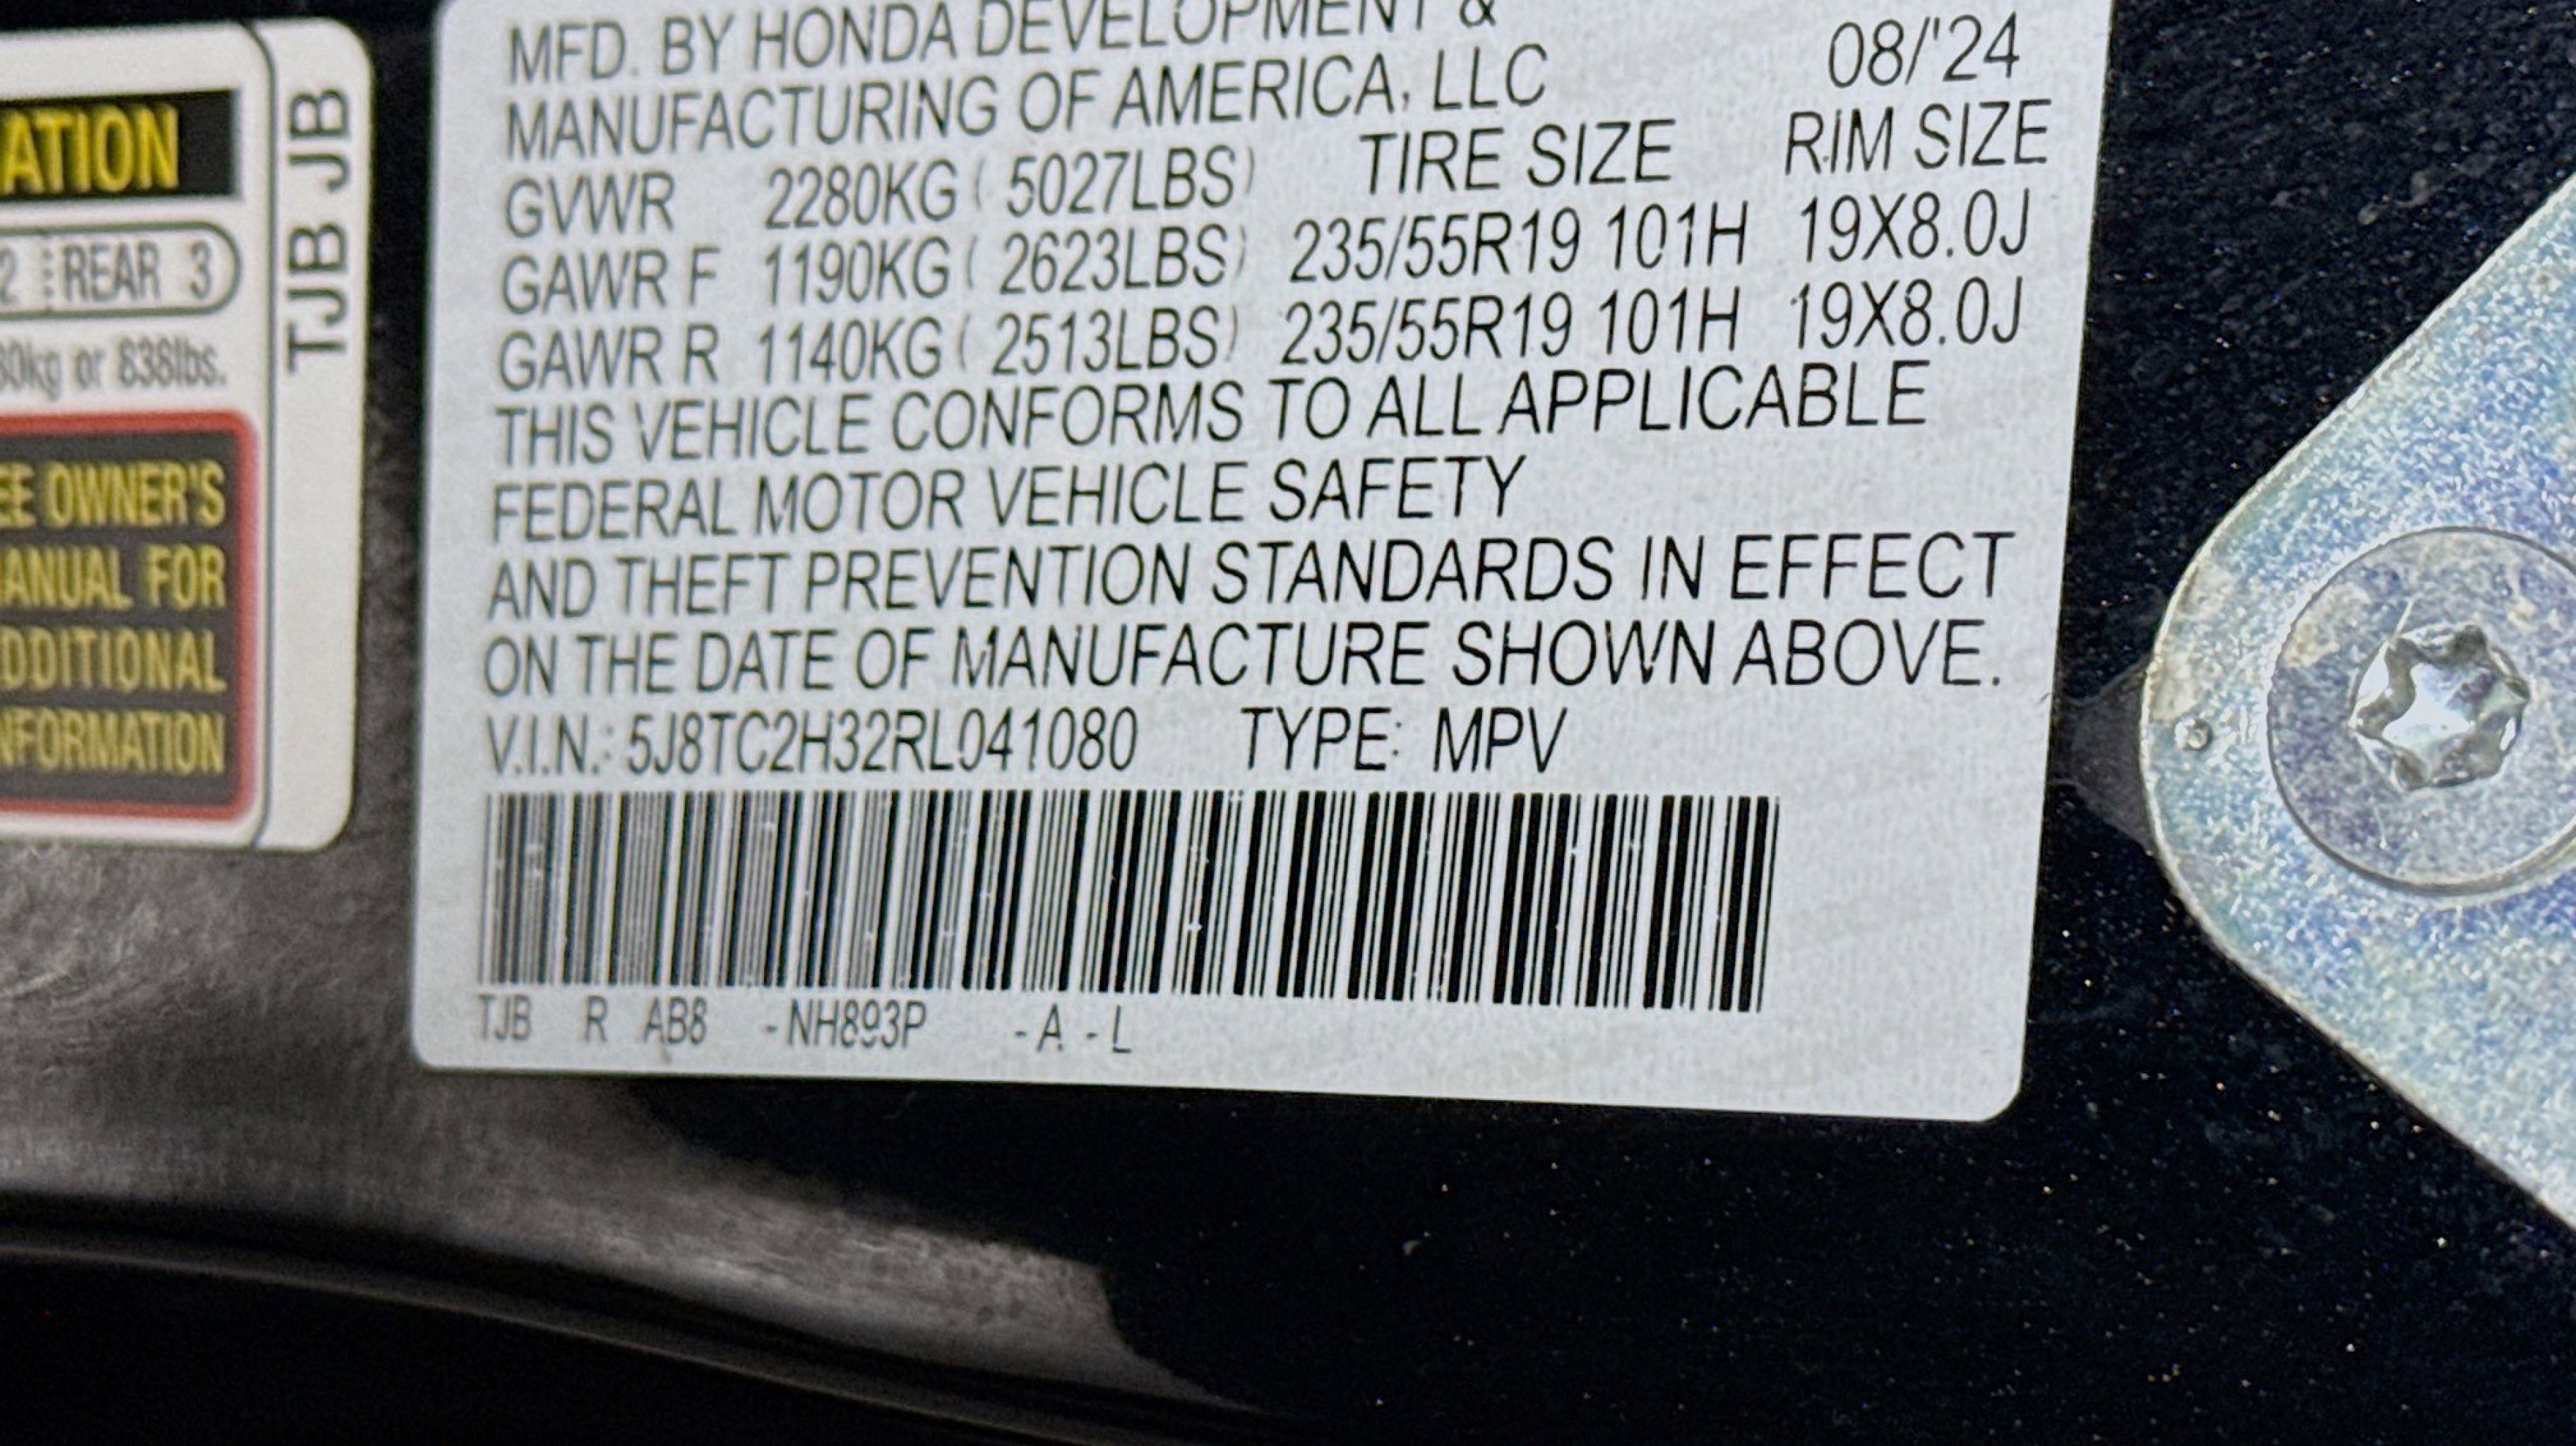 ATION
2 REAR 3
838lbs.
or
EE OWNER'S
ANUAL FOR
DDITIONAL
NFORMATION
TJB JB
MFD. BY HONDA DEVELOPMENT &
MANUFACTURING OF AMERICA, LLC 08/'24
GVWR 2280KG ( 5027LBS) TIRE SIZE RIM SIZE
GAWR F 1190KG ( 2623LBS) 235/55R19 101H 19X8.0J
GAWR R 1140KG ( 2513LBS) 235/55R19 101H 19X8.0J
THIS VEHICLE CONFORMS TO ALL APPLICABLE
FEDERAL MOTOR VEHICLE SAFETY
AND THEFT PREVENTION STANDARDS IN EFFECT
ON THE DATE OF MANUFACTURE SHOWN ABOVE.
V.I.N.: 5J8TC2H32RL041080 TYPE: MPV
TJB R AB8 -NH893P -A -L